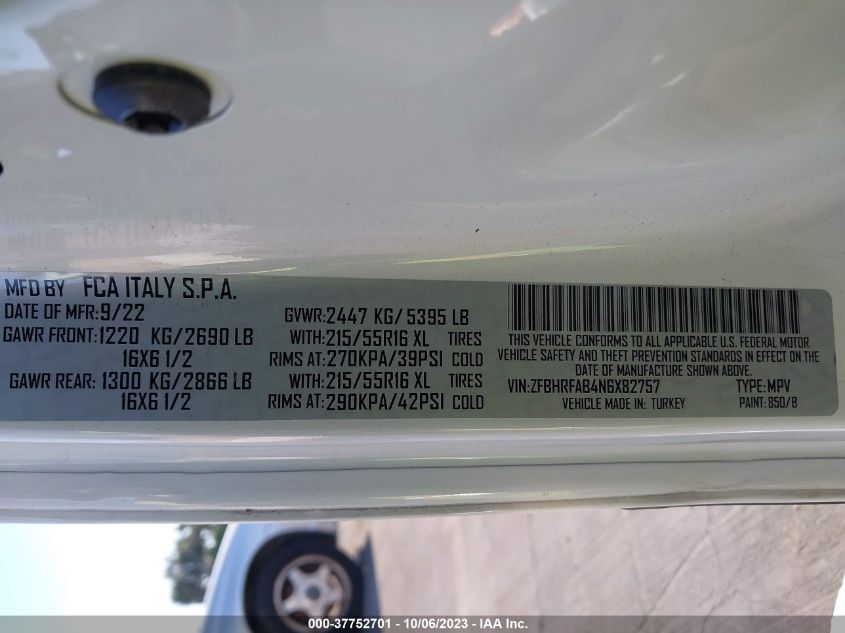 MFD BY FCA ITALY S.P.A.
DATE OF MFR:9/22
GAWR FRONT:1220 KG/2690 LB
16X6 1/2
GAWR REAR:1300 KG/2866 LB
16X6 1/2
GVWR:2447 KG/5395 LB
WITH:215/55R16 XL TIRES
RIMS AT:270KPA/39PSI COLD
WITH:215/55R16 XL TIRES
RIMS AT:290KPA/42PSI COLD
THIS VEHICLE CONFORMS TO ALL APPLICABLE U.S. FEDERAL MOTOR
VEHICLE SAFETY AND THEFT PREVENTION STANDARDS IN EFFECT ON THE
DATE OF MANUFACTURE SHOWN ABOVE.
VIN:ZFBHRFAB4N6X82757 TYPE:MPV
VEHICLE MADE IN: TURKEY PAINT:850/8
000-37752701 - 10/06/2023 - IAA Inc.